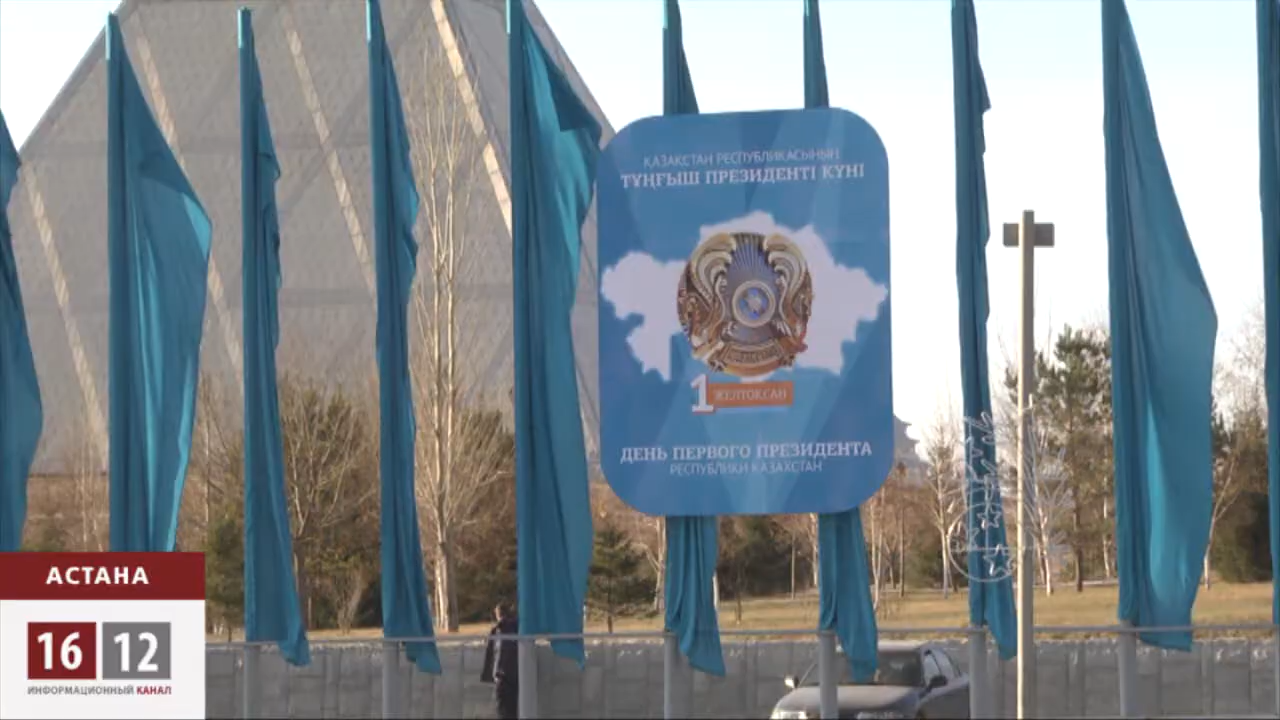 ҚАЗАҚСТАН РЕСПУБЛИКАСЫНЫҢ
ТҰҢҒЫШ ПРЕЗИДЕНТІ КҮНІ
1 ЖЕЛТОҚСАН
ДЕНЬ ПЕРВОГО ПРЕЗИДЕНТА
РЕСПУБЛИКИ КАЗАХСТАН
АСТАНА
16 12
ИНФОРМАЦИОННЫЙ КАНАЛ